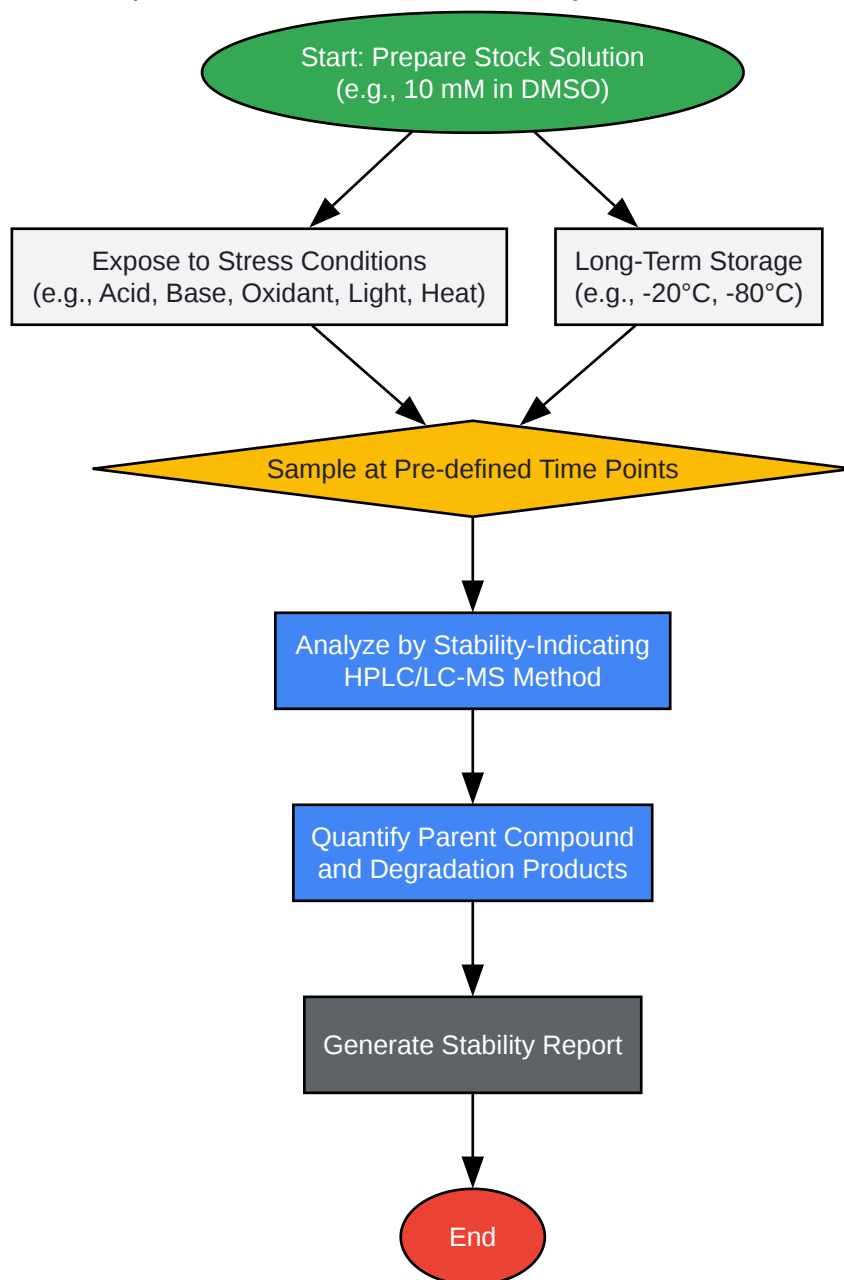 Start: Prepare Stock Solution
(e.g., 10 mM in DMSO)
Expose to Stress Conditions
(e.g., Acid, Base, Oxidant, Light, Heat)
Long-Term Storage
(e.g., -20°C, -80°C)
Sample at Pre-defined Time Points
Analyze by Stability-Indicating
HPLC/LC-MS Method
Quantify Parent Compound
and Degradation Products
Generate Stability Report
End